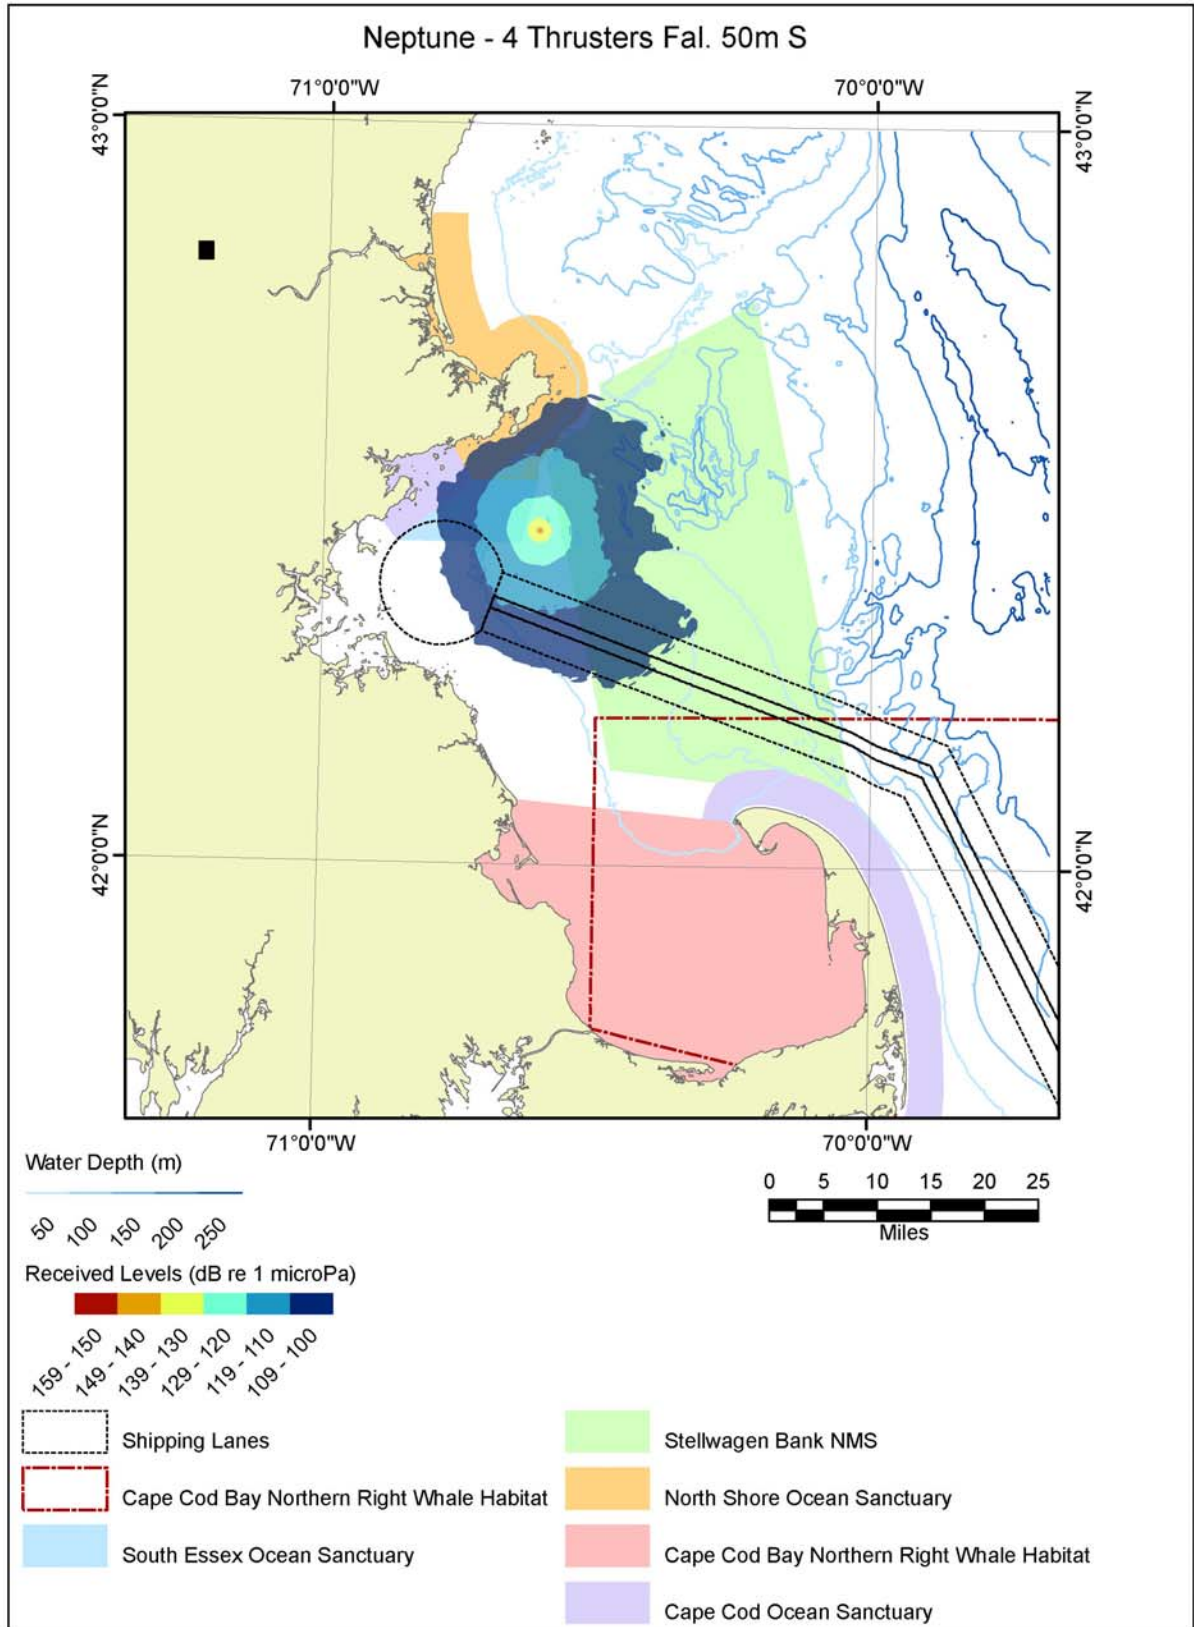 Neptune - 4 Thrusters Fal. 50m S
71°0'0"W
70°0'0"W
43°0'0"N
43°0'0"N
42°0'0"N
42°0'0"N
71°0'0"W
70°0'0"W
Water Depth (m)
50 100 150 200 250
0 5 10 15 20 25
Miles
Received Levels (dB re 1 microPa)
159 - 150
149 - 140
139 - 130
129 - 120
119 - 110
109 - 100
Shipping Lanes
Cape Cod Bay Northern Right Whale Habitat
South Essex Ocean Sanctuary
Stellwagen Bank NMS
North Shore Ocean Sanctuary
Cape Cod Bay Northern Right Whale Habitat
Cape Cod Ocean Sanctuary